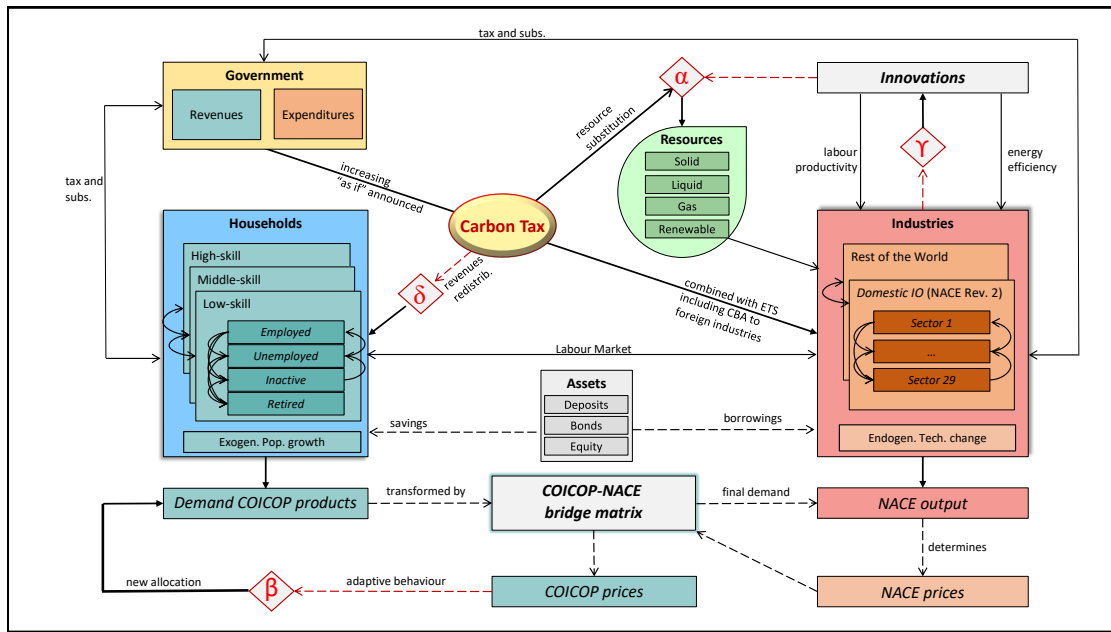 tax and subs.
Government
Revenues
Expenditures
α
Innovations
resource
substitution
Resources
Solid
Liquid
Gas
Renewable
labour
productivity
ϒ
energy
efficiency
tax and
subs.
increasing
“as if” announced
Carbon Tax
Households
High-skill
Middle-skill
Low-skill
Employed
Unemployed
Inactive
Retired
Exogen. Pop. growth
δ
revenues
redistrib.
combined with ETS
including CBA to
foreign industries
Industries
Rest of the World
Domestic IO (NACE Rev. 2)
Sector 1
...
Sector 29
Endogen. Tech. change
Labour Market
Assets
Deposits
Bonds
Equity
savings
borrowings
Demand COICOP products
transformed by
COICOP-NACE
bridge matrix
final demand
NACE output
determines
new allocation
β
adaptive behaviour
COICOP prices
NACE prices